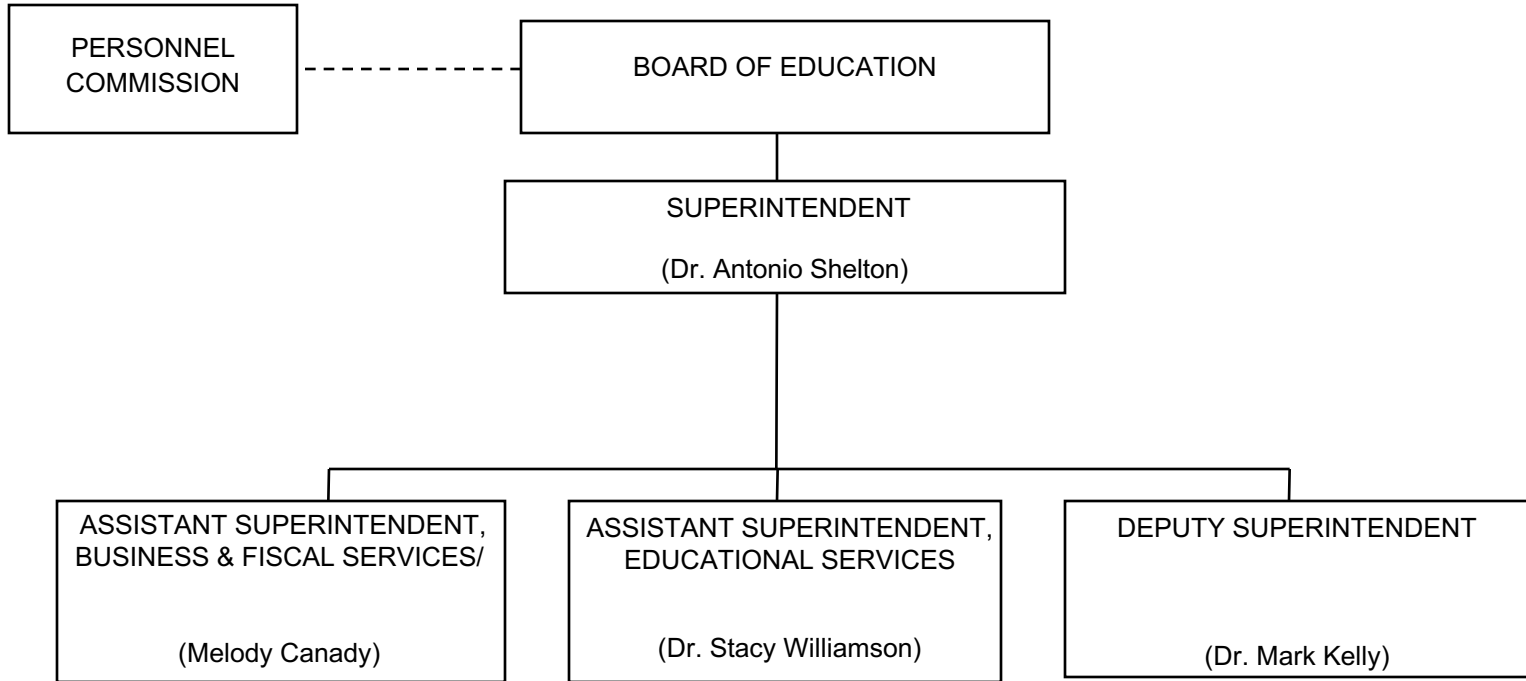 PERSONNEL
COMMISSION
BOARD OF EDUCATION
SUPERINTENDENT
(Dr. Antonio Shelton)
ASSISTANT SUPERINTENDENT,
BUSINESS & FISCAL SERVICES/
(Melody Canady)
ASSISTANT SUPERINTENDENT,
EDUCATIONAL SERVICES
(Dr. Stacy Williamson)
DEPUTY SUPERINTENDENT
(Dr. Mark Kelly)